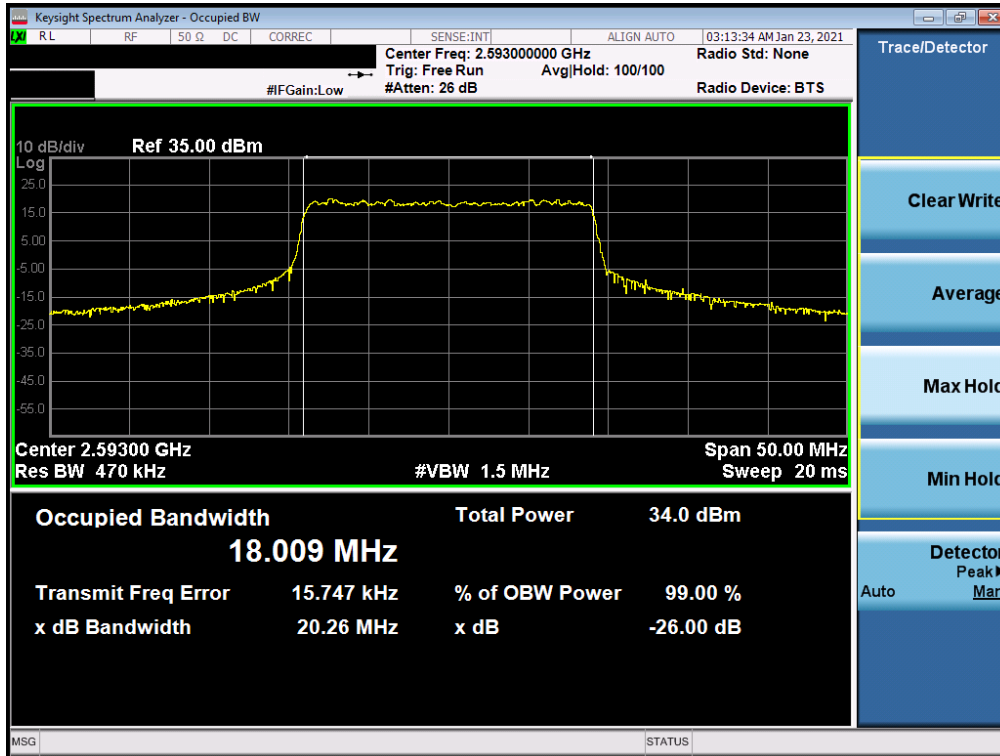 Keysight Spectrum Analyzer - Occupied BW
LXI RL RF 50 Ω DC CORREC SENSE:INT ALIGN AUTO 03:13:34 AM Jan 23, 2021
Center Freq: 2.593000000 GHz Radio Std: None
Trig: Free Run Avg|Hold: 100/100
#IFGain:Low #Atten: 26 dB Radio Device: BTS
Trace/Detector
10 dB/div Ref 35.00 dBm
Log
25.0
15.0
5.00
-5.00
-15.0
-25.0
-35.0
-45.0
-55.0
Center 2.59300 GHz Span 50.00 MHz
Res BW 470 kHz #VBW 1.5 MHz Sweep 20 ms
Occupied Bandwidth Total Power 34.0 dBm
18.009 MHz
Transmit Freq Error 15.747 kHz % of OBW Power 99.00 %
x dB Bandwidth 20.26 MHz x dB -26.00 dB
Clear Write
Average
Max Hold
Min Hold
Detector
Peak
Auto Man
MSG STATUS